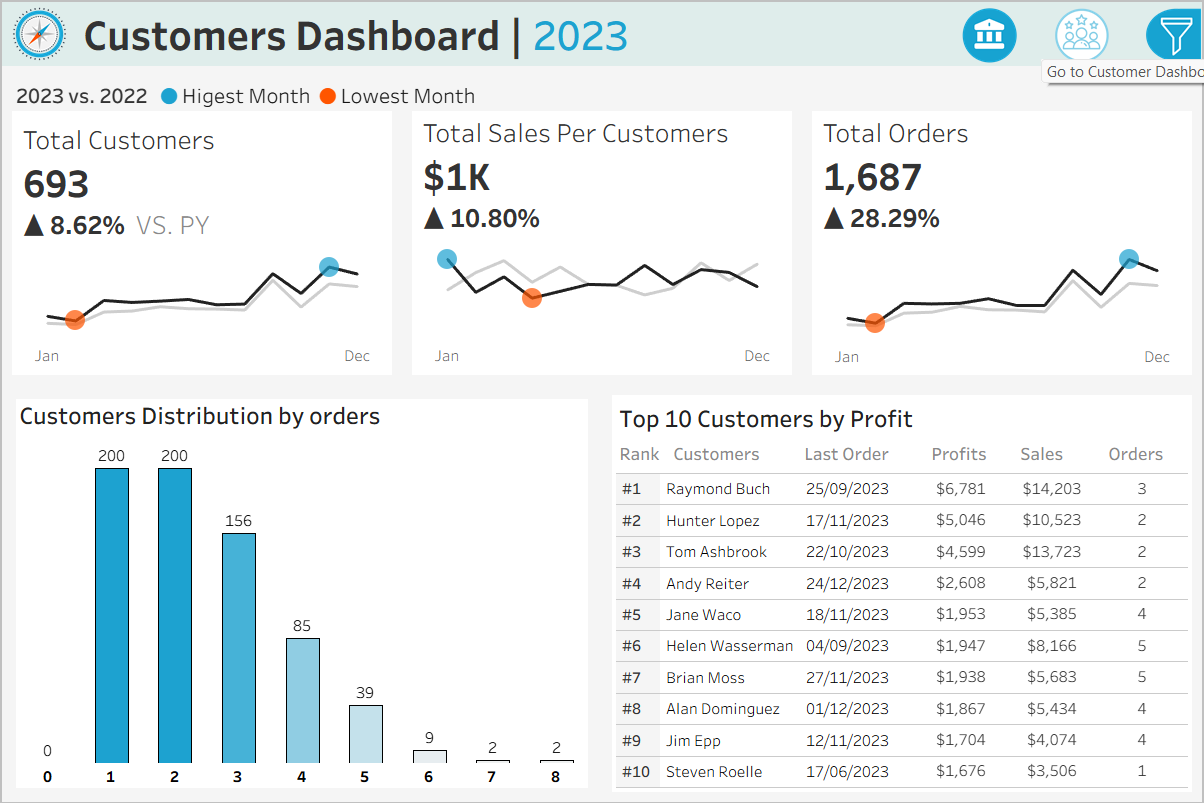 Customers Dashboard | 2023
Go to Customer Dashbo
2023 vs. 2022 Higest Month Lowest Month
Total Customers
693
▲ 8.62% VS. PY
Jan Dec
Total Sales Per Customers
$1K
▲ 10.80%
Jan Dec
Total Orders
1,687
▲ 28.29%
Jan Dec
Customers Distribution by orders
0 200 200 156 85 39 9 2 2
0 1 2 3 4 5 6 7 8
Top 10 Customers by Profit
Rank Customers Last Order Profits Sales Orders
#1 Raymond Buch 25/09/2023 $6,781 $14,203 3
#2 Hunter Lopez 17/11/2023 $5,046 $10,523 2
#3 Tom Ashbrook 22/10/2023 $4,599 $13,723 2
#4 Andy Reiter 24/12/2023 $2,608 $5,821 2
#5 Jane Waco 18/11/2023 $1,953 $5,385 4
#6 Helen Wasserman 04/09/2023 $1,947 $8,166 5
#7 Brian Moss 27/11/2023 $1,938 $5,683 5
#8 Alan Dominguez 01/12/2023 $1,867 $5,434 4
#9 Jim Epp 12/11/2023 $1,704 $4,074 4
#10 Steven Roelle 17/06/2023 $1,676 $3,506 1